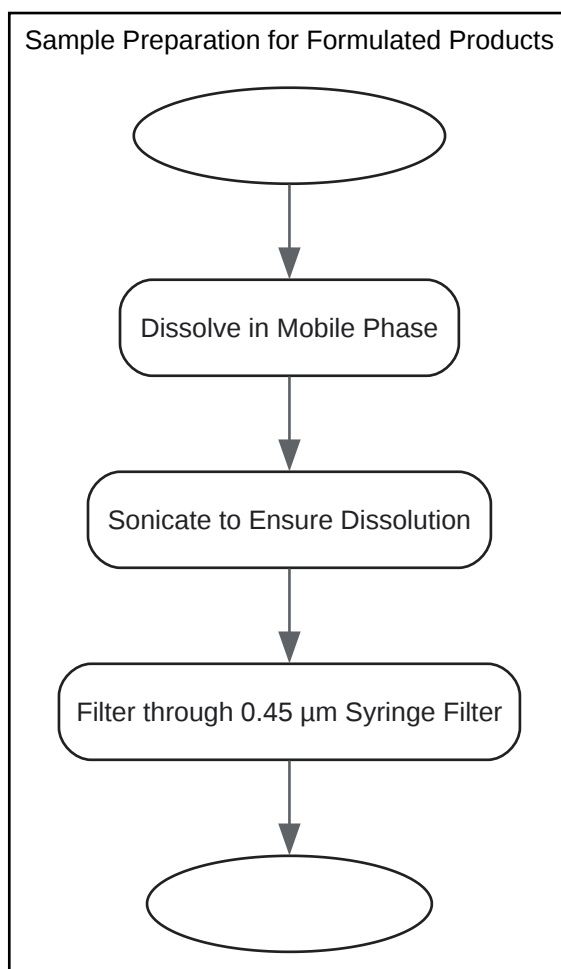 Sample Preparation for Formulated Products
Dissolve in Mobile Phase
Sonicate to Ensure Dissolution
Filter through 0.45 µm Syringe Filter